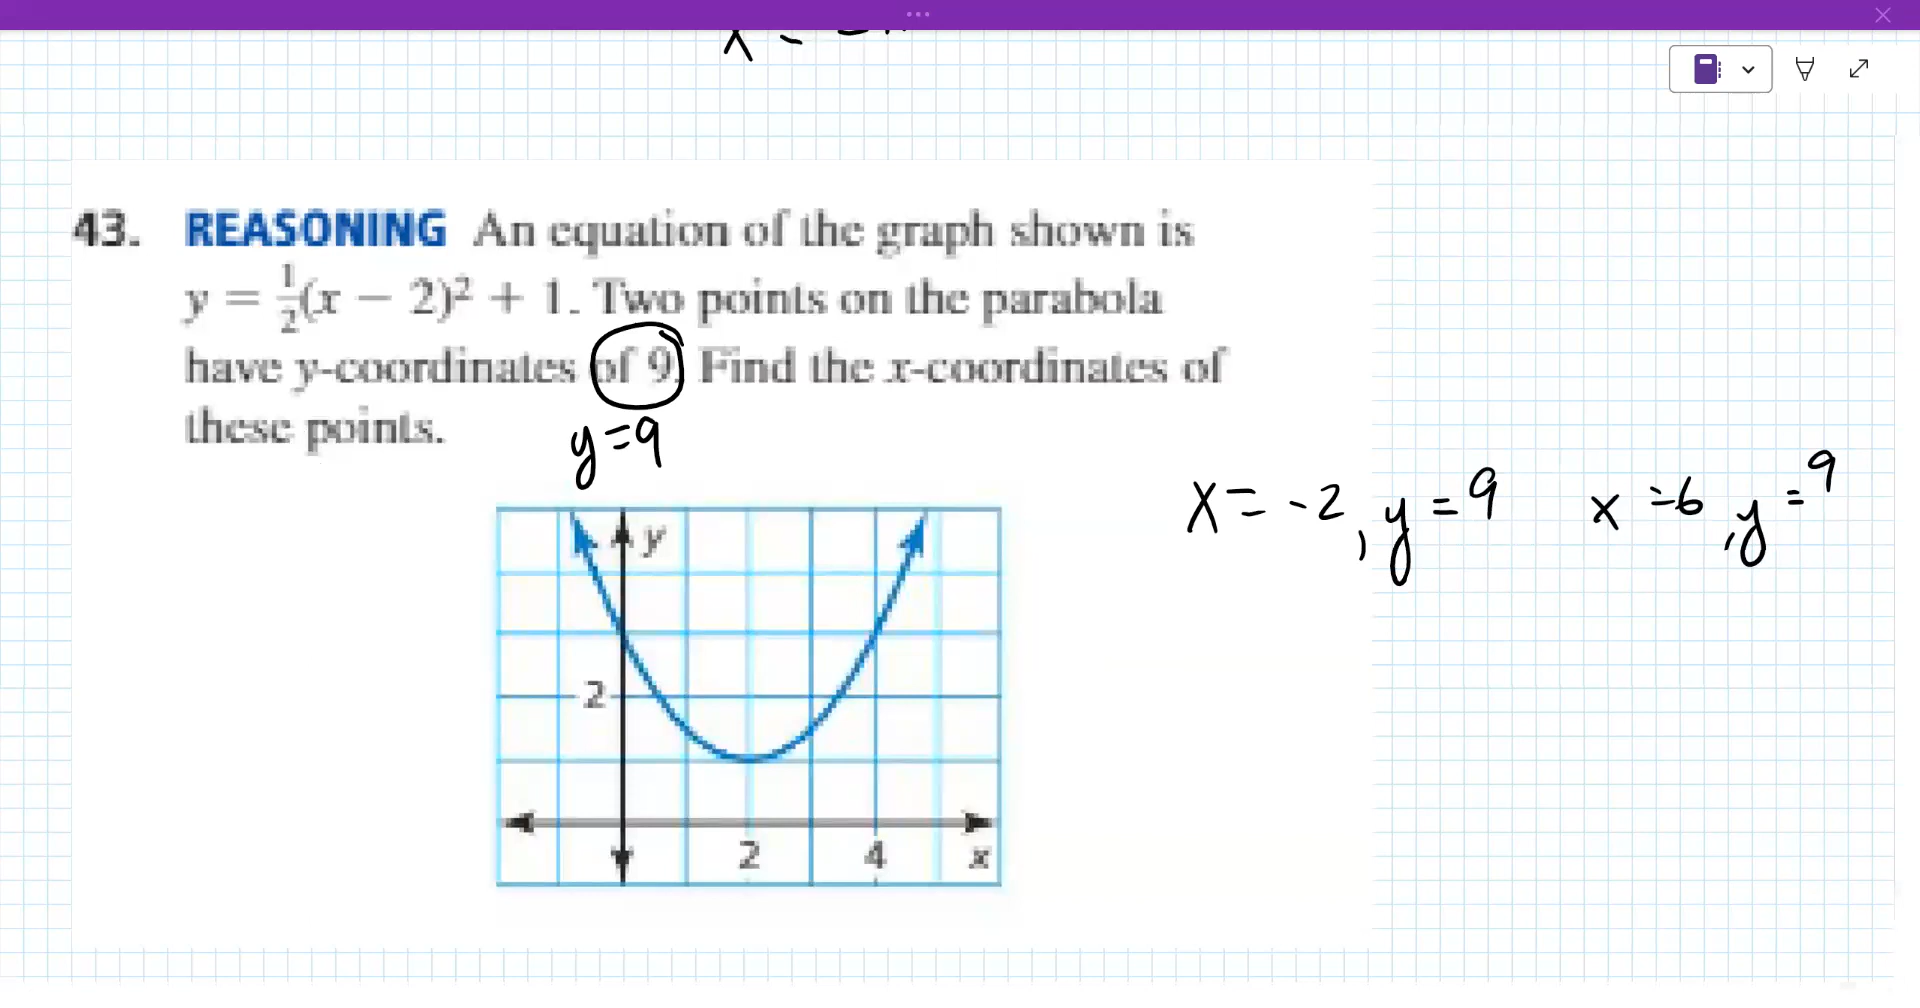 43. REASONING An equation of the graph shown is
y = 1/2(x − 2)² + 1. Two points on the parabola
have y-coordinates of 9. Find the x-coordinates of
these points.
y=9
x = -2, y = 9 x = 6, y = 9
y
2
2 4 x